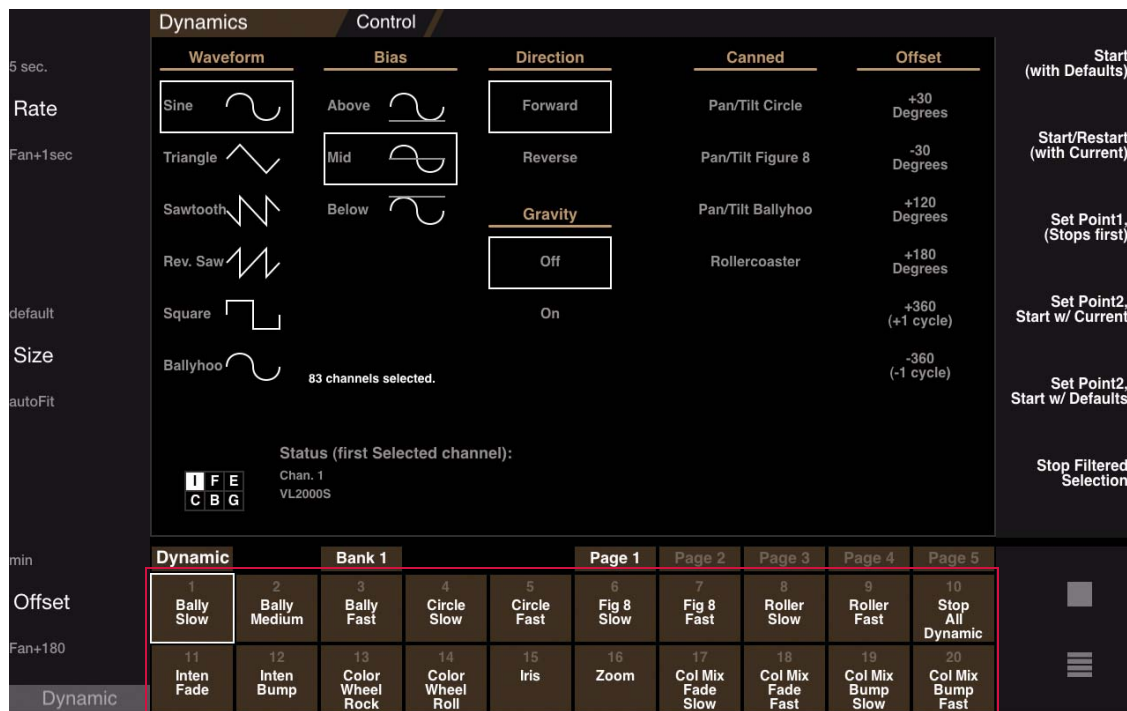 Dynamics
Control
5 sec.
Rate
Fan+1sec
default
Size
autoFit
min
Offset
Fan+180
Dynamic
Waveform
Sine
Triangle
Sawtooth
Rev. Saw
Square
Ballyhoo
Bias
Above
Mid
Below
Direction
Forward
Reverse
Gravity
Off
On
Canned
Pan/Tilt Circle
Pan/Tilt Figure 8
Pan/Tilt Ballyhoo
Rollercoaster
Offset
+30
Degrees
-30
Degrees
+120
Degrees
+180
Degrees
+360
(+1 cycle)
-360
(-1 cycle)
83 channels selected.
Status (first Selected channel):
Chan. 1
VL2000S
I F E
C B G
Start
(with Defaults)
Start/Restart
(with Current)
Set Point1,
(Stops first)
Set Point2,
Start w/ Current
Set Point2,
Start w/ Defaults
Stop Filtered
Selection
Dynamic
Bank 1
Page 1
Page 2
Page 3
Page 4
Page 5
1
Bally
Slow
2
Bally
Medium
3
Bally
Fast
4
Circle
Slow
5
Circle
Fast
6
Fig 8
Slow
7
Fig 8
Fast
8
Roller
Slow
9
Roller
Fast
10
Stop
All
Dynamic
11
Inten
Fade
12
Inten
Bump
13
Color
Wheel
Rock
14
Color
Wheel
Roll
15
Iris
16
Zoom
17
Col Mix
Fade
Slow
18
Col Mix
Fade
Fast
19
Col Mix
Bump
Slow
20
Col Mix
Bump
Fast